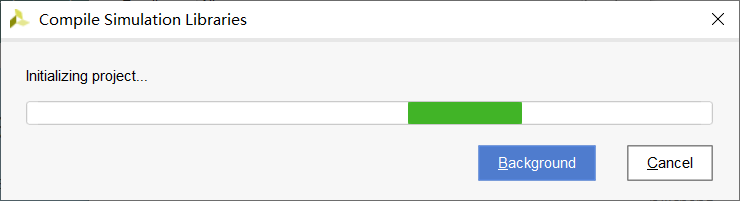 Compile Simulation Libraries
Initializing project...
Background
Cancel